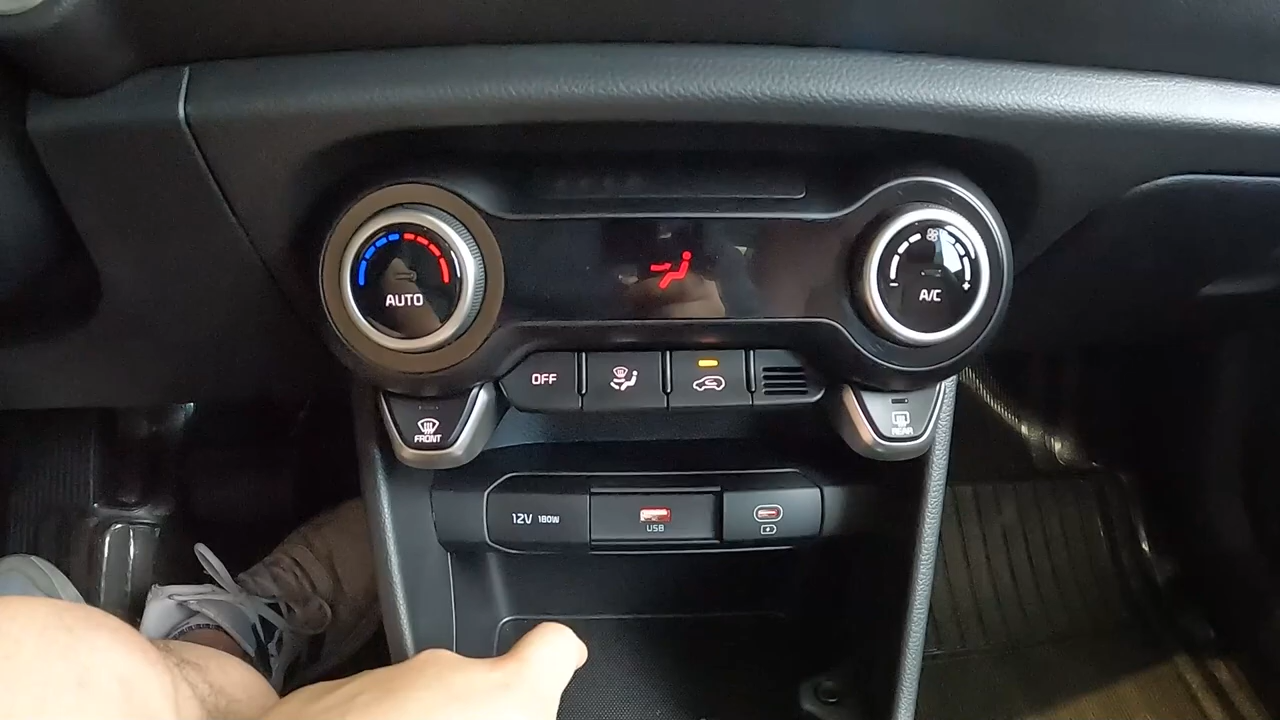 AUTO
- +
A/C
OFF
FRONT
REAR
12V 180W
USB